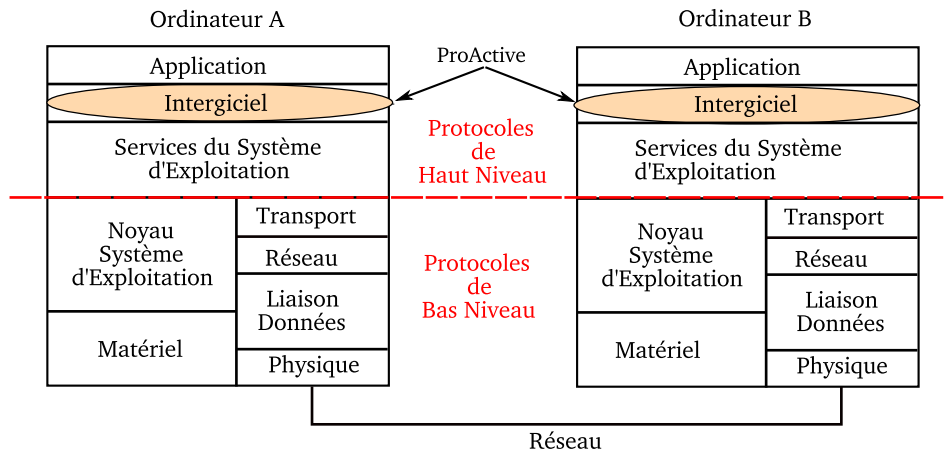 Ordinateur A
Ordinateur B
ProActive
Application
Intergiciel
Services du Système
d'Exploitation
Noyau
Système
d'Exploitation
Matériel
Transport
Réseau
Liaison
Données
Physique
Protocoles
de
Haut Niveau
Protocoles
de
Bas Niveau
Application
Intergiciel
Services du Système
d'Exploitation
Noyau
Système
d'Exploitation
Matériel
Transport
Réseau
Liaison
Données
Physique
Réseau